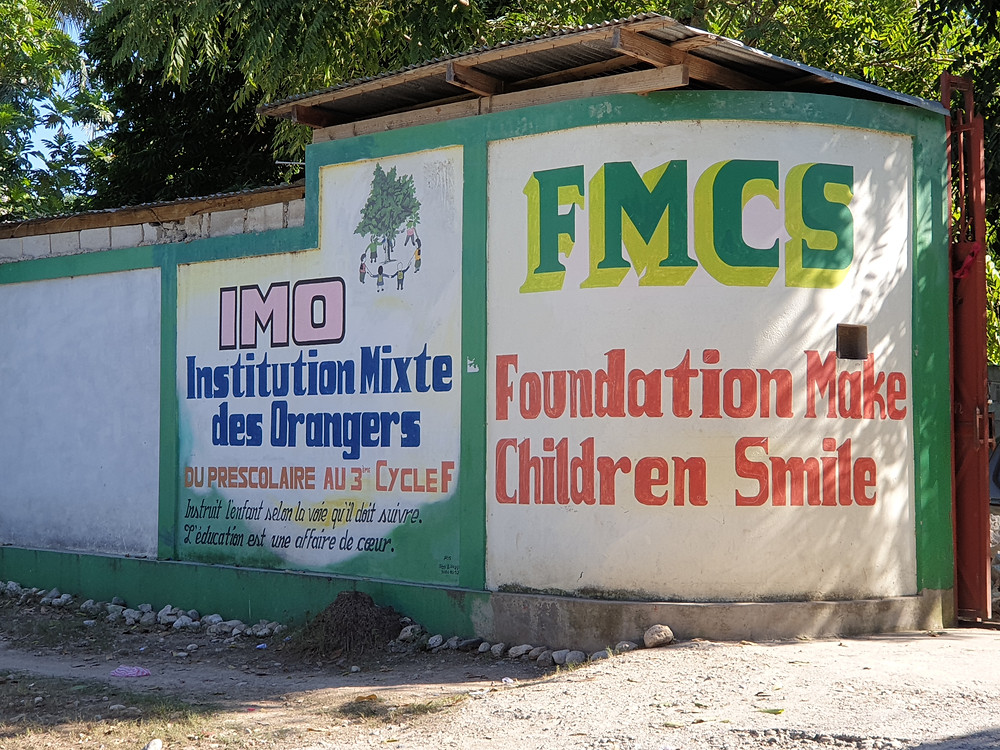 IMO
Institution Mixte
des Orangers
DU PRESCOLAIRE AU 3ème CYCLE F
Instruit l'enfant selon la voie qu'il doit suivre.
L'éducation est une affaire de cœur.
FMCS
Foundation Make
Children Smile